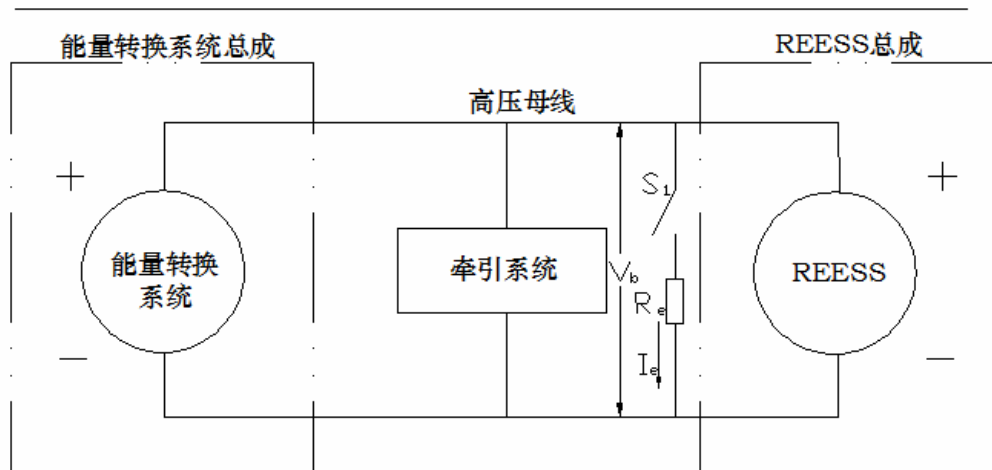 能量转换系统总成
REESS总成
高压母线
+
+
S1
能量转换
系统
牵引系统
Vb
Re
REESS
Ie
−
−